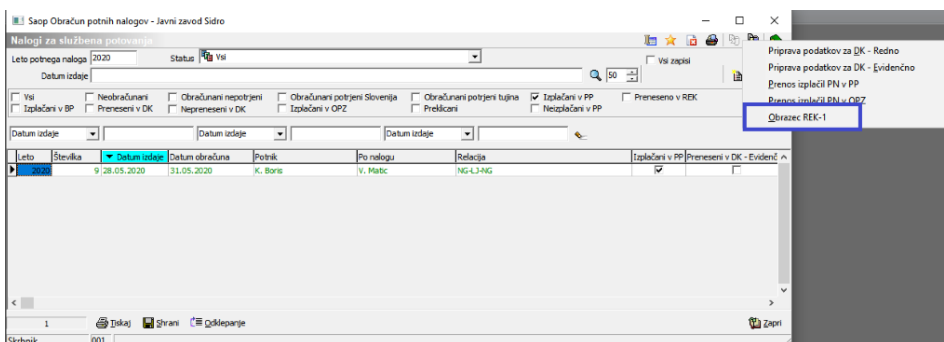 Saop Obračun potnih nalogov - Javni zavod Sidro
Nalogi za službena potovanja
Leto potnega naloga 2020 Status Vsi Vsi zapisi
Datum izdaje 50
Vsi Neobračunani Obračunani nepotrjeni Obračunani potrjeni Slovenija Obračunani potrjeni tujina Izplačani v PP Preneseno v REK
Izplačani v BP Preneseni v DK Nepreneseni v DK Izplačani v OPZ Preklicani Neizplačani v PP
Datum izdaje Datum izdaje Datum izdaje
Leto Številka Datum izdaje Datum obračuna Potnik Po nalogu Relacija Izplačani v PP Preneseni v DK - Evidenč
2020 9 28.05.2020 31.05.2020 K. Boris V. Matic NG-LJ-NG
1 Tiskaj Shrani Odklepanje Zapri
Skrbnik 001
Priprava podatkov za DK - Redno
Priprava podatkov za DK - Evidenčno
Prenos izplačil PN v PP
Prenos izplačil PN v OPZ
Obrazec REK-1